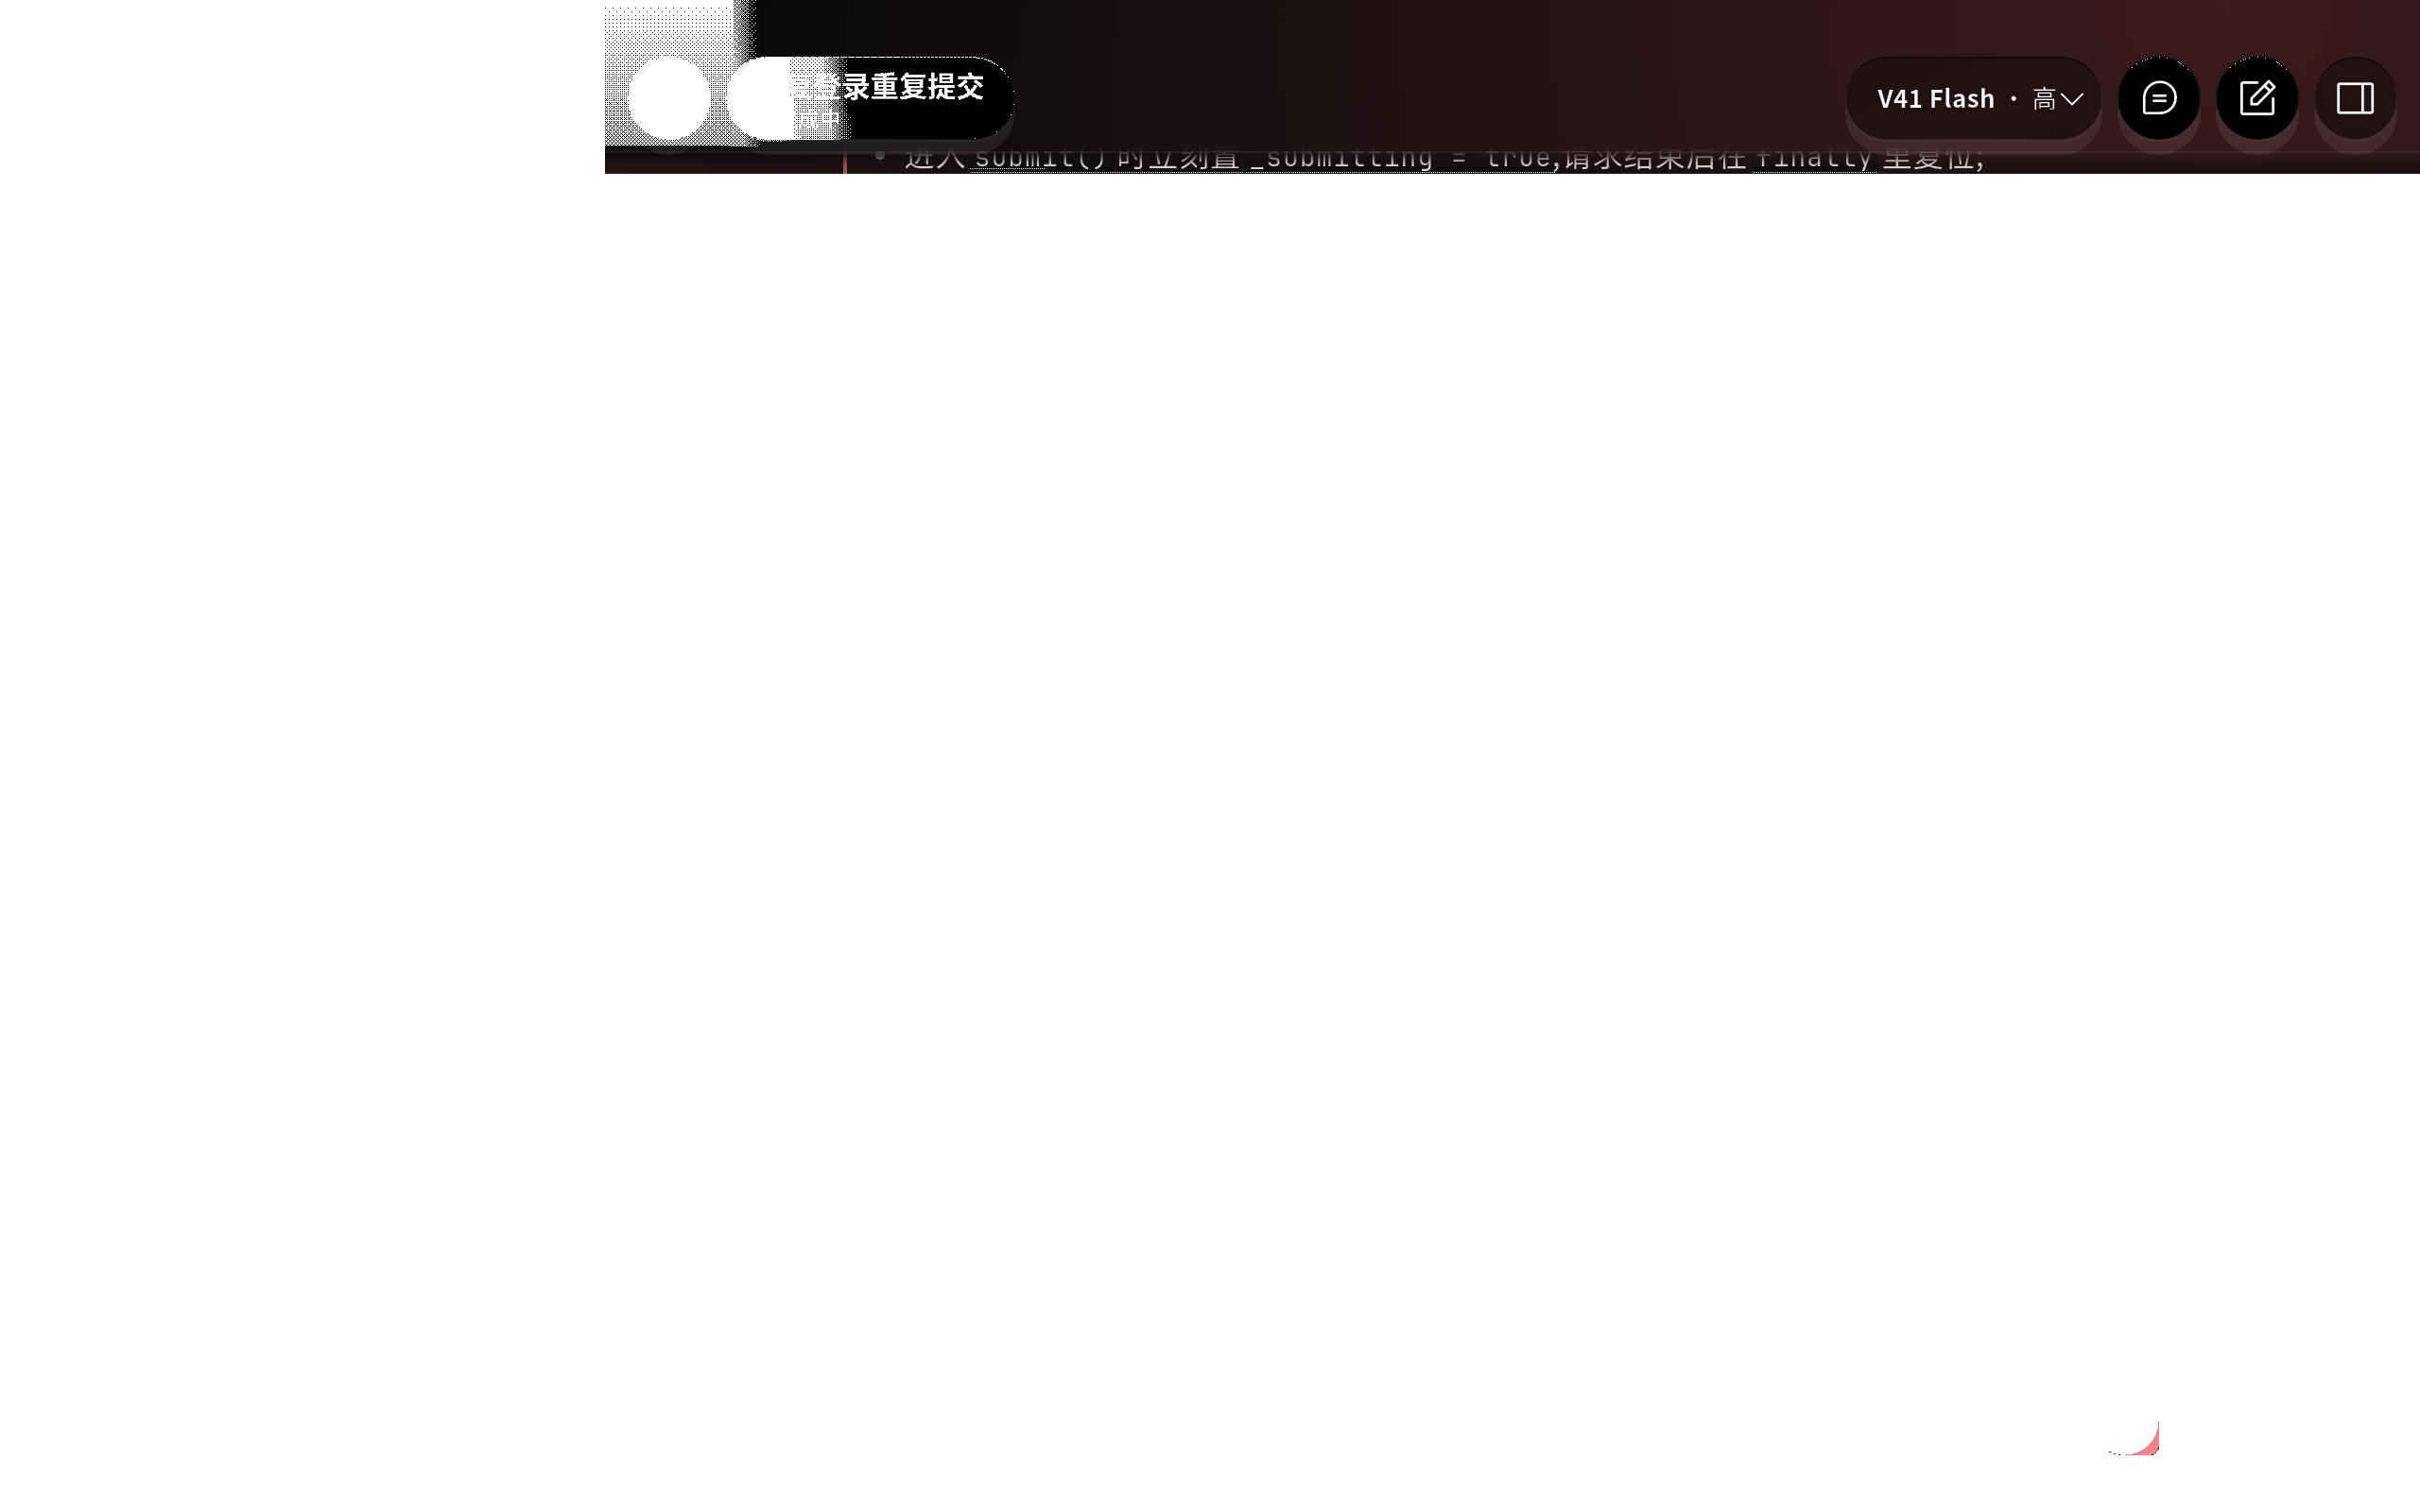 录重复提交
V41 Flash · 高
进入 submit() 时立刻置 _submitting = true,请求结束后在 finally 里复位;